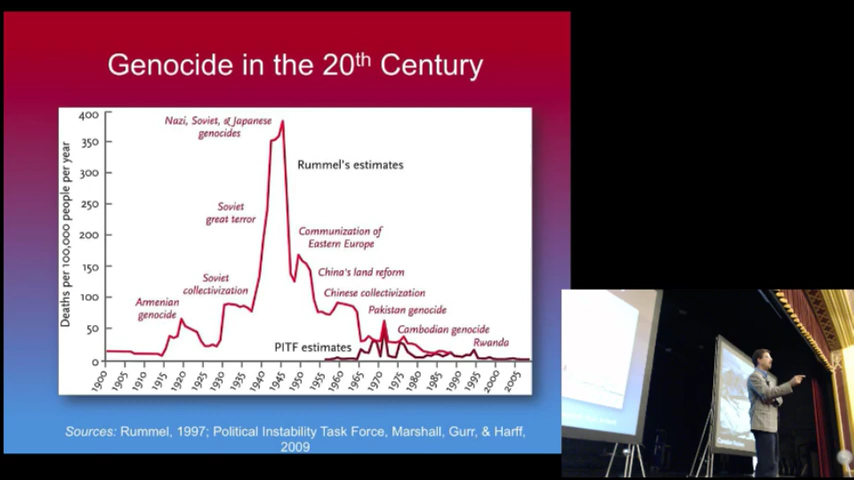 Genocide in the 20th Century
400
350
300
250
200
150
100
50
0
Deaths per 100,000 people per year
Nazi, Soviet, & Japanese
genocides
Rummel's estimates
Soviet
great terror
Communization of
Eastern Europe
China's land reform
Soviet
collectivization
Chinese collectivization
Armenian
genocide
Pakistan genocide
Cambodian genocide
PITF estimates
Rwanda
1900
1905
1910
1915
1920
1925
1930
1935
1940
1945
1950
1955
1960
1965
1970
1975
1980
1985
1990
1995
2000
2005
Sources: Rummel, 1997; Political Instability Task Force, Marshall, Gurr, & Harff,
2009